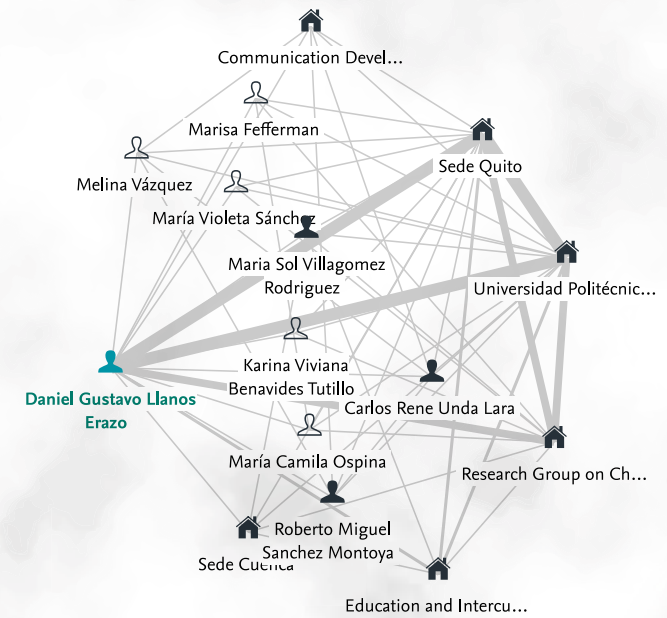 Communication Devel...
Marisa Fefferman
Sede Quito
Melina Vázquez
María Violeta Sánchez
Maria Sol Villagomez
Rodriguez
Universidad Politécnic...
Karina Viviana
Benavides Tutillo
Daniel Gustavo Llanos
Erazo
Carlos Rene Unda Lara
María Camila Ospina
Research Group on Ch...
Roberto Miguel
Sanchez Montoya
Sede Cuenca
Education and Intercu...